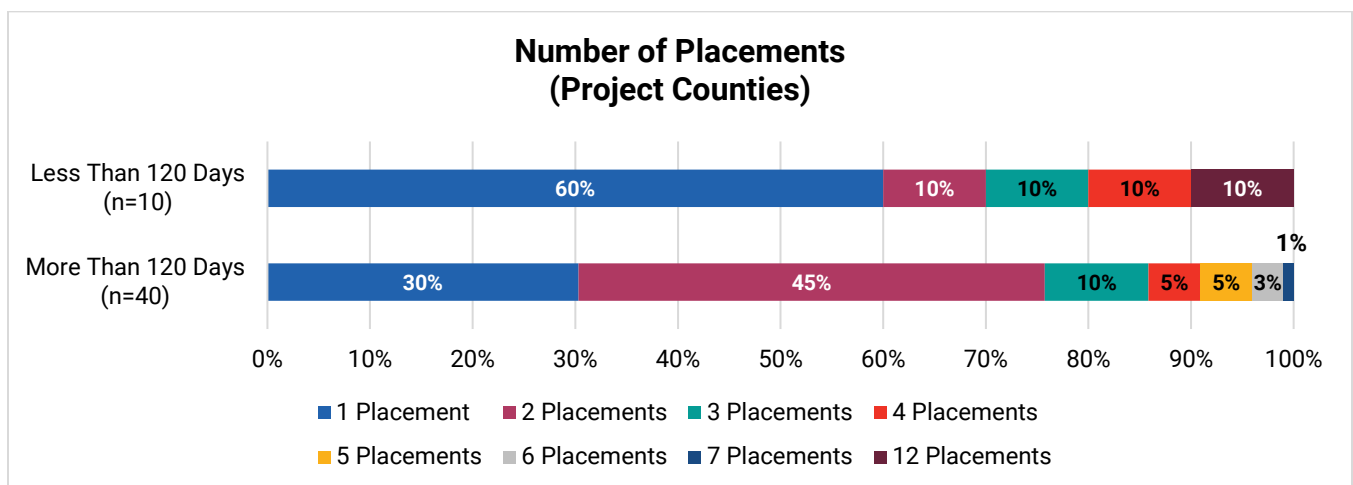 Number of Placements
(Project Counties)
Less Than 120 Days
(n=10)
60%
10%
10%
10%
10%
1%
More Than 120 Days
(n=40)
30%
45%
10%
5%
5%
3%
0%
10%
20%
30%
40%
50%
60%
70%
80%
90%
100%
1 Placement
2 Placements
3 Placements
4 Placements
5 Placements
6 Placements
7 Placements
12 Placements